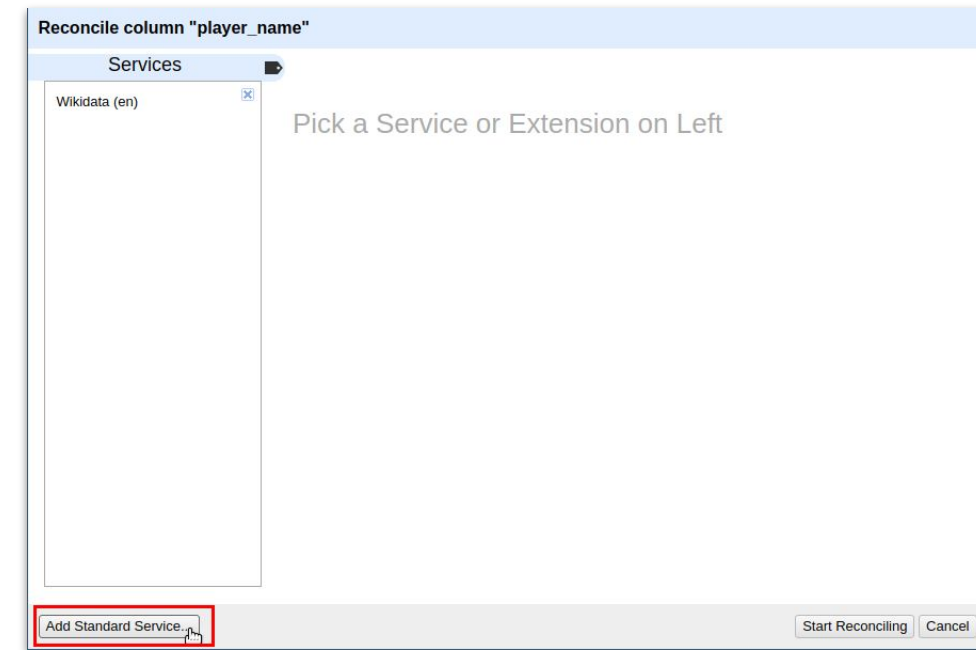 Reconcile column "player_name"
Services
Wikidata (en)
Pick a Service or Extension on Left
Add Standard Service...
Start Reconciling
Cancel